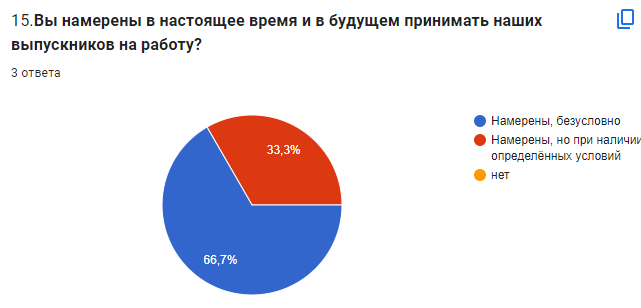 15.Вы намерены в настоящее время и в будущем принимать наших
выпускников на работу?
3 ответа
Намерены, безусловно
Намерены, но при наличии
определённых условий
нет
33,3%
66,7%